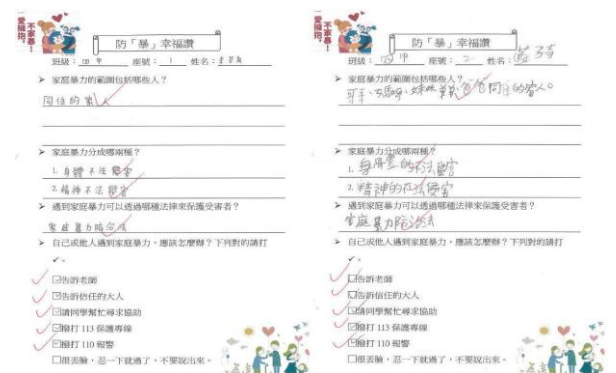 愛擁抱,
不家暴!
防「暴」幸福讚
班級：四甲 座號：1 姓名：
➢ 家庭暴力的範圍包括哪些人？
同住的家人
➢ 家庭暴力分成哪兩種？
1. 身體不法侵害
2. 精神不法侵害
➢ 遇到家庭暴力可以透過哪種法律來保護受害者？
家庭暴力防治法
➢ 自己或他人遇到家庭暴力，應該怎麼辦？下列對的請打
✓。
☑告訴老師
☑告訴信任的大人
☑請同學幫忙尋求協助
☑撥打 113 保護專線
☑撥打 110 報警
□很丟臉，忍一下就過了，不要說出來。
愛擁抱,
不家暴!
防「暴」幸福讚
班級：四甲 座號：二 姓名：
➢ 家庭暴力的範圍包括哪些人？
爸爸同住的家人。
➢ 家庭暴力分成哪兩種？
1. 身體的不法侵害
2. 精神的不法侵害
➢ 遇到家庭暴力可以透過哪種法律來保護受害者？
家庭暴力防治法
➢ 自己或他人遇到家庭暴力，應該怎麼辦？下列對的請打
✓。
☑告訴老師
☑告訴信任的大人
☑請同學幫忙尋求協助
☑撥打 113 保護專線
☑撥打 110 報警
□很丟臉，忍一下就過了，不要說出來。